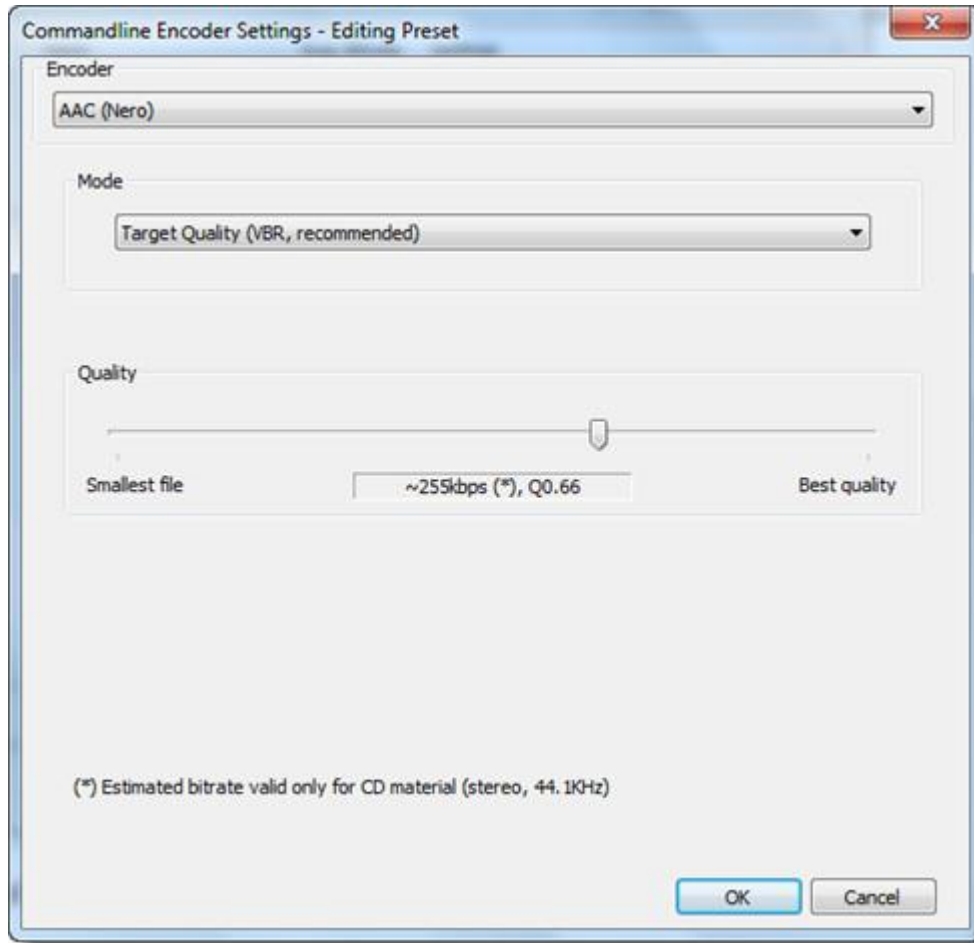 Commandline Encoder Settings - Editing Preset
Encoder
AAC (Nero)
Mode
Target Quality (VBR, recommended)
Quality
Smallest file ~255kbps (*), Q0.66 Best quality
(*) Estimated bitrate valid only for CD material (stereo, 44.1KHz)
OK Cancel